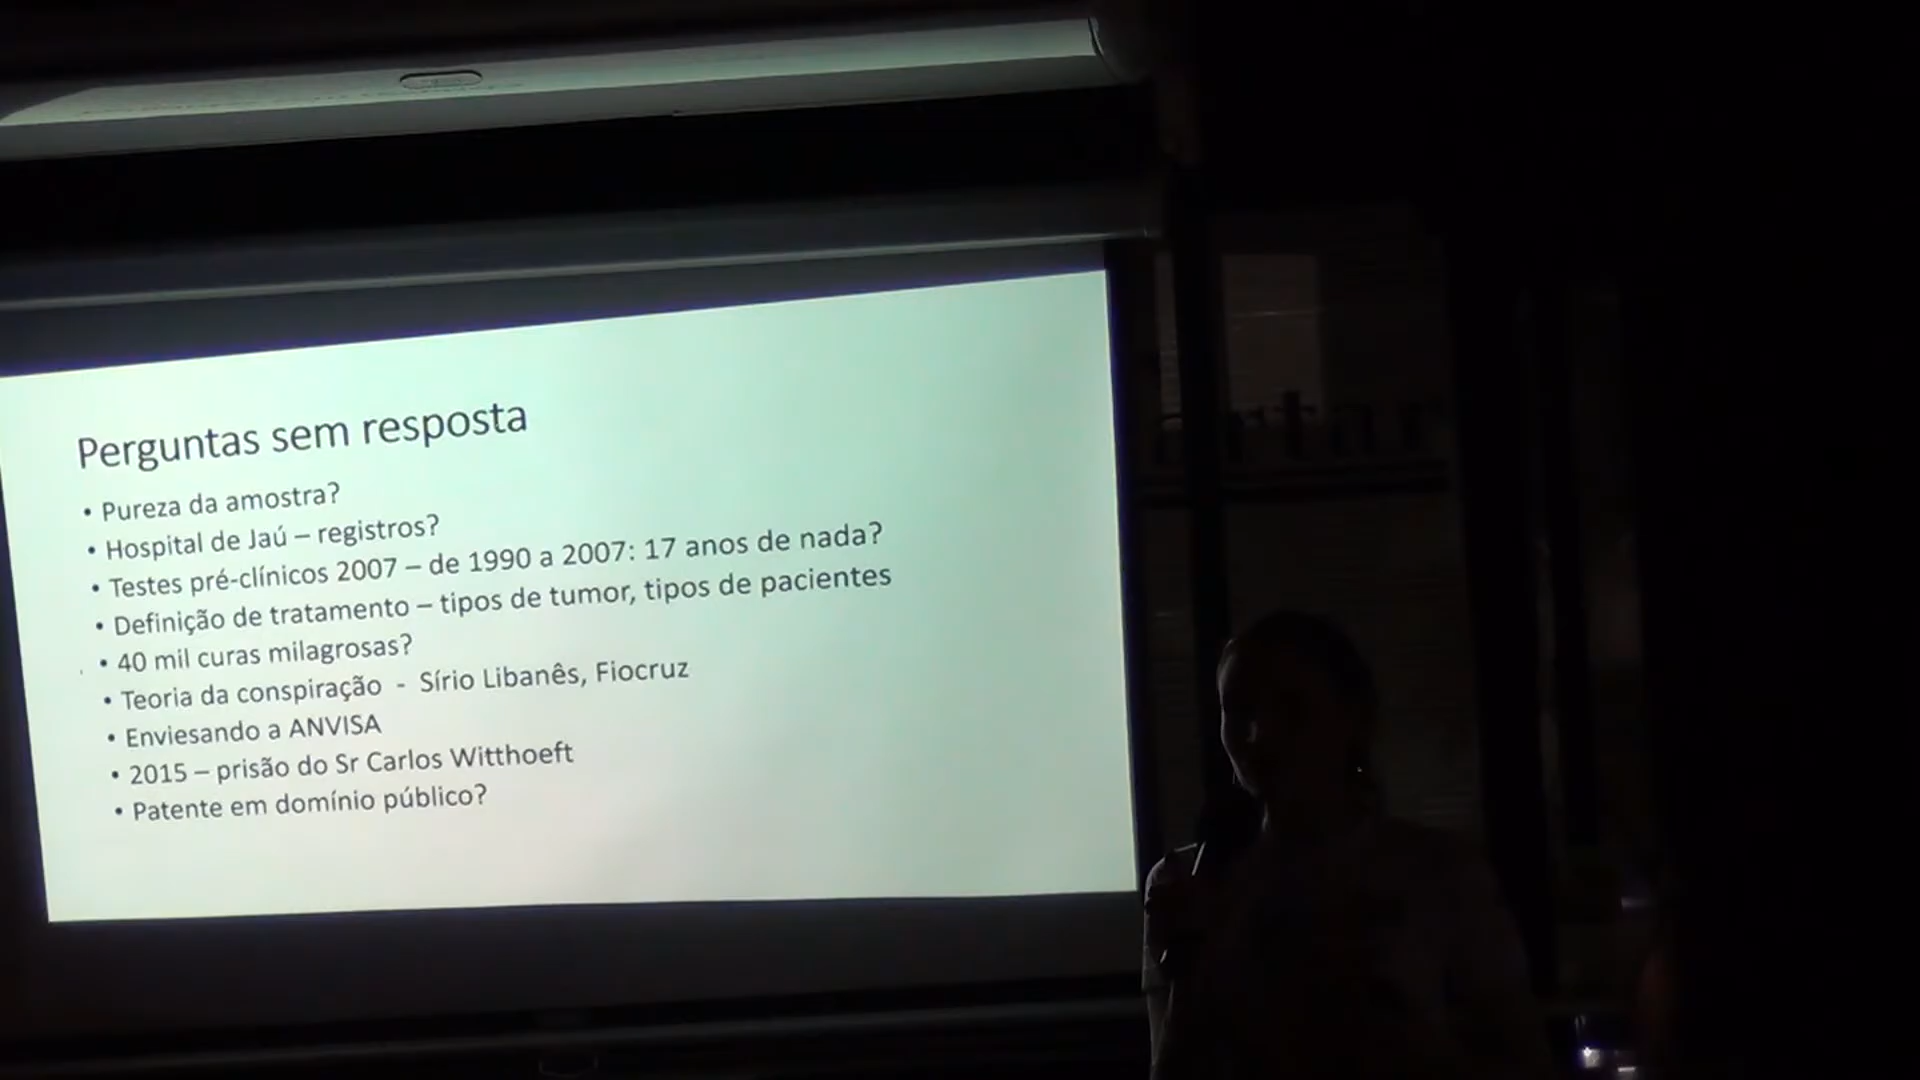 Perguntas sem resposta
• Pureza da amostra?
• Hospital de Jaú – registros?
• Testes pré-clínicos 2007 – de 1990 a 2007: 17 anos de nada?
• Definição de tratamento – tipos de tumor, tipos de pacientes
• 40 mil curas milagrosas?
• Teoria da conspiração - Sírio Libanês, Fiocruz
• Enviesando a ANVISA
• 2015 – prisão do Sr Carlos Witthoeft
• Patente em domínio público?